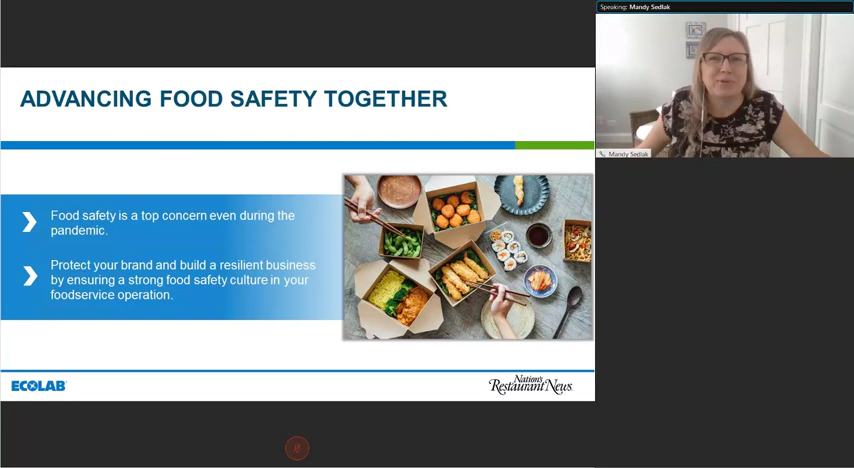 Speaking: Mandy Sedlak
ADVANCING FOOD SAFETY TOGETHER
Mandy Sedlak
Food safety is a top concern even during the
pandemic.
Protect your brand and build a resilient business
by ensuring a strong food safety culture in your
foodservice operation.
ECOLAB
Nation's
Restaurant News